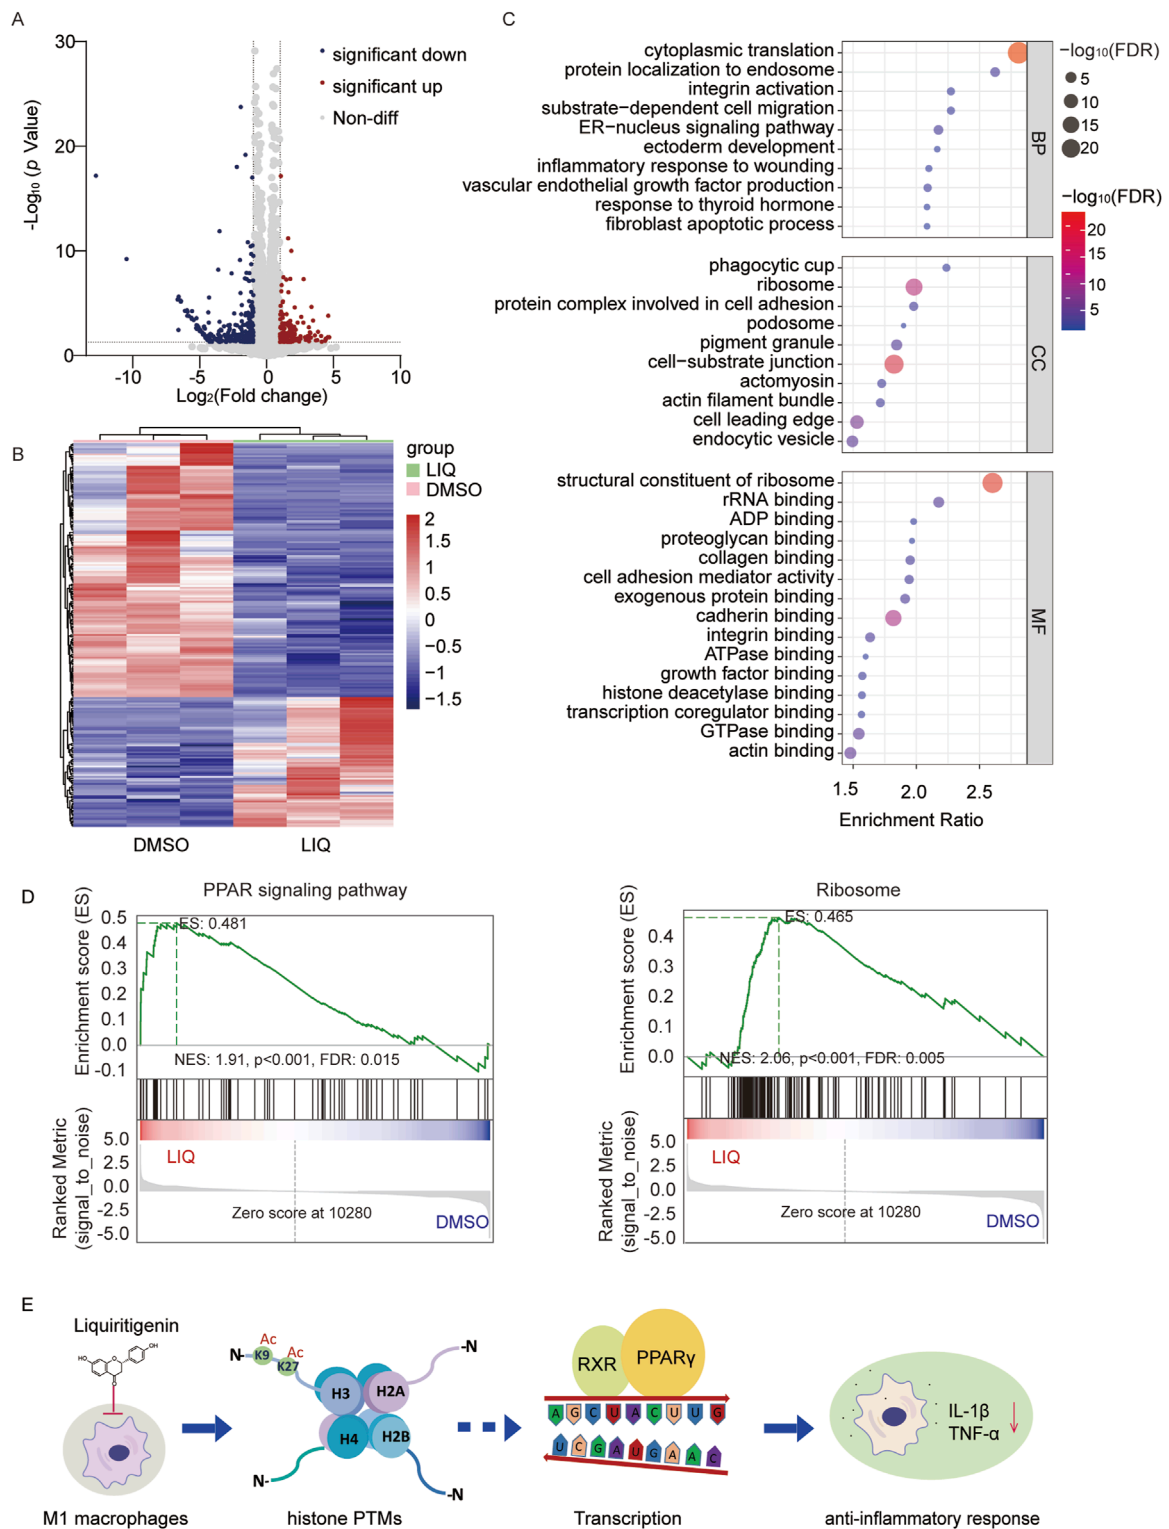 A
30
20
10
0
-Log10 (p Value)
-10
-5
0
5
10
Log2(Fold change)
significant down
significant up
Non-diff
B
group
LIQ
DMSO
2
1.5
1
0.5
0
−0.5
−1
−1.5
DMSO
LIQ
C
cytoplasmic translation
protein localization to endosome
integrin activation
substrate−dependent cell migration
ER−nucleus signaling pathway
ectoderm development
inflammatory response to wounding
vascular endothelial growth factor production
response to thyroid hormone
fibroblast apoptotic process
BP
phagocytic cup
ribosome
protein complex involved in cell adhesion
podosome
pigment granule
cell−substrate junction
actomyosin
actin filament bundle
cell leading edge
endocytic vesicle
CC
structural constituent of ribosome
rRNA binding
ADP binding
proteoglycan binding
collagen binding
cell adhesion mediator activity
exogenous protein binding
cadherin binding
integrin binding
ATPase binding
growth factor binding
histone deacetylase binding
transcription coregulator binding
GTPase binding
actin binding
MF
1.5
2.0
2.5
Enrichment Ratio
−log10(FDR)
5
10
15
20
−log10(FDR)
20
15
10
5
D
PPAR signaling pathway
Enrichment score (ES)
0.5
0.4
0.3
0.2
0.1
0.0
-0.1
ES: 0.481
NES: 1.91, p<0.001, FDR: 0.015
Ranked Metric
(signal_to_noise)
5.0
2.5
0.0
-2.5
-5.0
LIQ
Zero score at 10280
DMSO
Ribosome
Enrichment score (ES)
0.4
0.3
0.2
0.1
0.0
ES: 0.465
NES: 2.06, p<0.001, FDR: 0.005
Ranked Metric
(signal_to_noise)
5.0
2.5
0.0
-2.5
-5.0
LIQ
Zero score at 10280
DMSO
E
Liquiritigenin
HO
OH
O
O
M1 macrophages
N-
K9
Ac
K27
Ac
-N
H3
H2A
H4
H2B
N-
-N
histone PTMs
RXR
PPARγ
A G C U A C U U G
U C G A U G A A C
Transcription
IL-1β
TNF-α
anti-inflammatory response